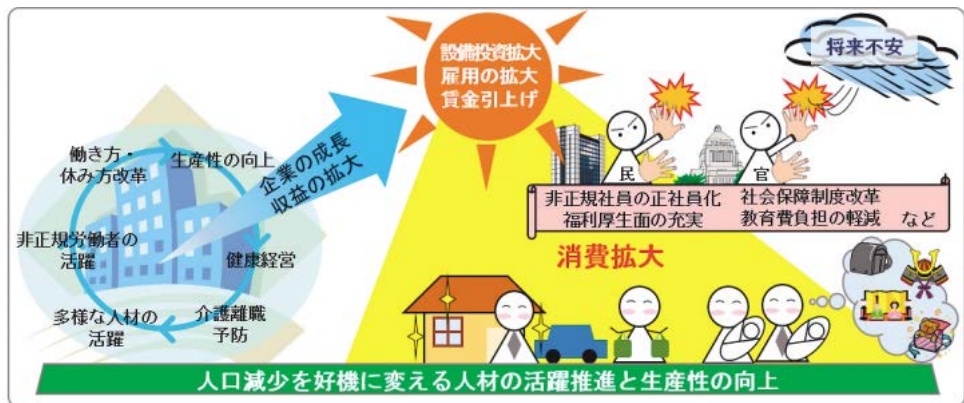 設備投資拡大
雇用の拡大
賃金引上げ
将来不安
働き方・
休み方改革
生産性の向上
企業の成長
収益の拡大
民
官
非正規社員の正社員化
福利厚生面の充実
社会保障制度改革
教育費負担の軽減
など
非正規労働者の
活躍
健康経営
消費拡大
多様な人材の
活躍
介護離職
予防
人口減少を好機に変える人材の活躍推進と生産性の向上